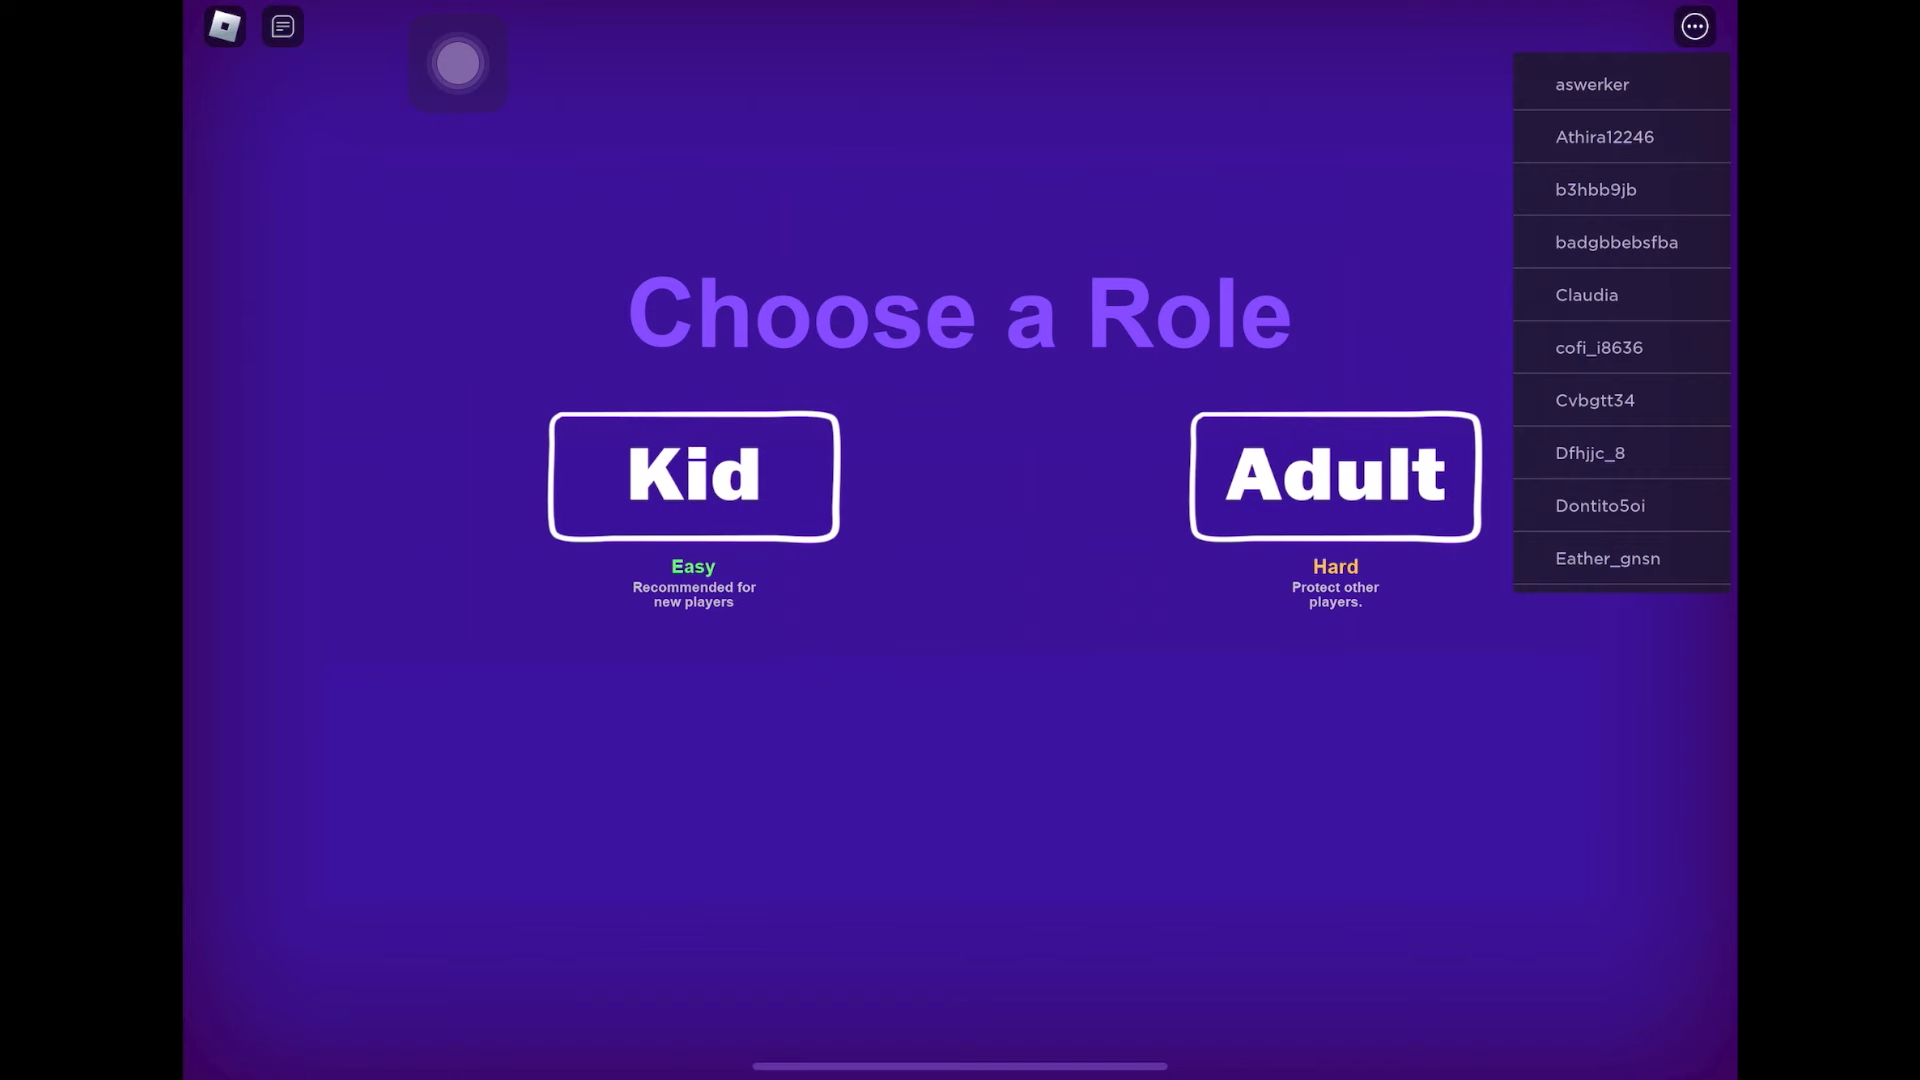 Choose a Role
Kid
Easy
Recommended for
new players
Adult
Hard
Protect other
players.
aswerker
Athira12246
b3hbb9jb
badgbbebsfba
Claudia
cofi_i8636
Cvbgtt34
Dfhjjc_8
Dontito5oi
Eather_gnsn